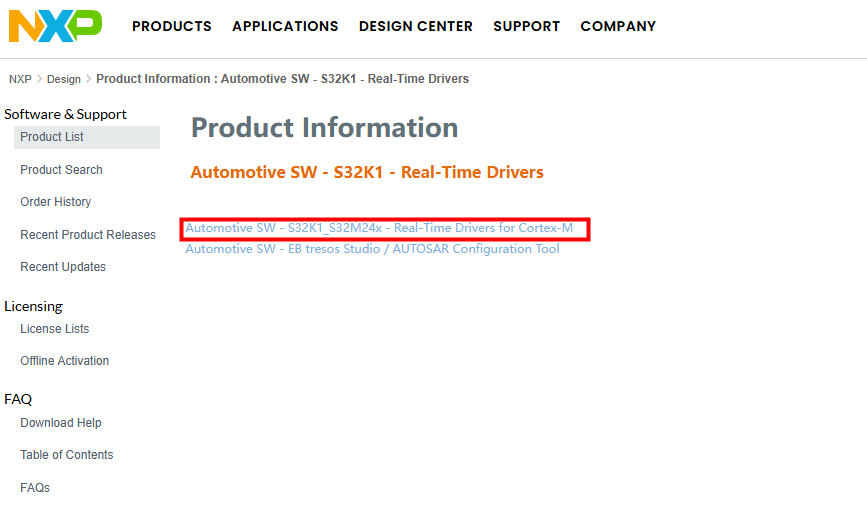 NXP
PRODUCTS APPLICATIONS DESIGN CENTER SUPPORT COMPANY
NXP > Design > Product Information : Automotive SW - S32K1 - Real-Time Drivers
Software & Support
Product List
Product Search
Order History
Recent Product Releases
Recent Updates
Licensing
License Lists
Offline Activation
FAQ
Download Help
Table of Contents
FAQs
Product Information
Automotive SW - S32K1 - Real-Time Drivers
Automotive SW - S32K1_S32M24x - Real-Time Drivers for Cortex-M
Automotive SW - EB tresos Studio / AUTOSAR Configuration Tool